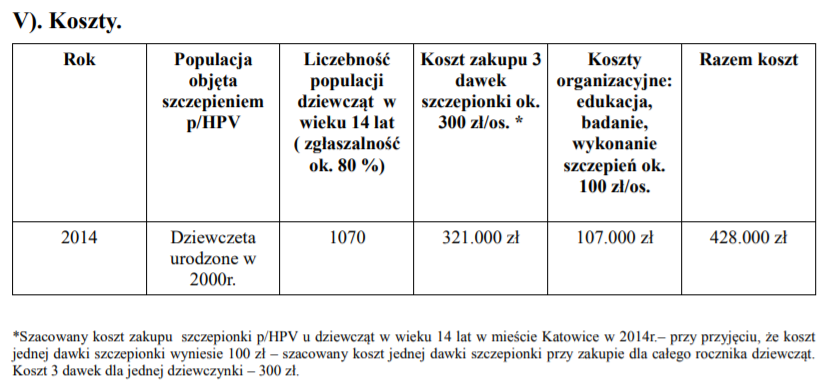 V). Koszty.
Rok
Populacja
objęta
szczepieniem
p/HPV
Liczebność
populacji
dziewcząt w
wieku 14 lat
( zgłaszalność
ok. 80 %)
Koszt zakupu 3
dawek
szczepionki ok.
300 zł/os. *
Koszty
organizacyjne:
edukacja,
badanie,
wykonanie
szczepień ok.
100 zł/os.
Razem koszt
2014
Dziewczeta
urodzone w
2000r.
1070
321.000 zł
107.000 zł
428.000 zł
*Szacowany koszt zakupu szczepionki p/HPV u dziewcząt w wieku 14 lat w mieście Katowice w 2014r.– przy przyjęciu, że koszt
jednej dawki szczepionki wyniesie 100 zł – szacowany koszt jednej dawki szczepionki przy zakupie dla całego rocznika dziewcząt.
Koszt 3 dawek dla jednej dziewczynki – 300 zł.